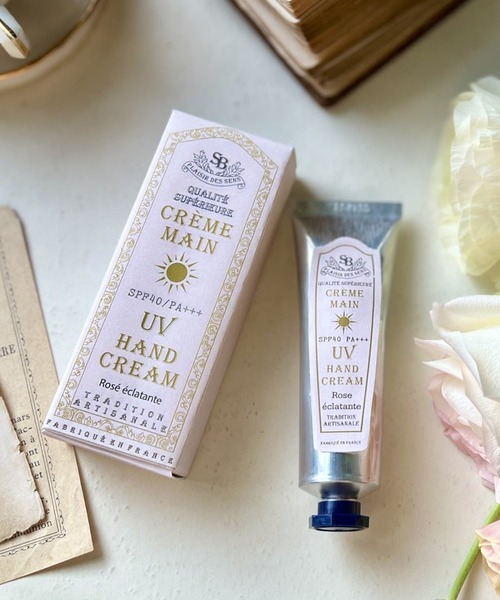 SB
PLAISIR DES SENS
QUALITÉ
SUPÉRIEURE
CRÈME
MAIN
SPF40/PA+++
UV
HAND
CREAM
Rosé éclatante
TRADITION
ARTISANALE
FABRIQUÉ EN FRANCE
SB
PLAISIR DES SENS
QUALITÉ SUPÉRIEURE
CRÈME
MAIN
SPF40 PA+++
UV
HAND
CREAM
Rose
éclatante
TRADITION
ARTISANALE
FABRIQUÉ EN FRANCE